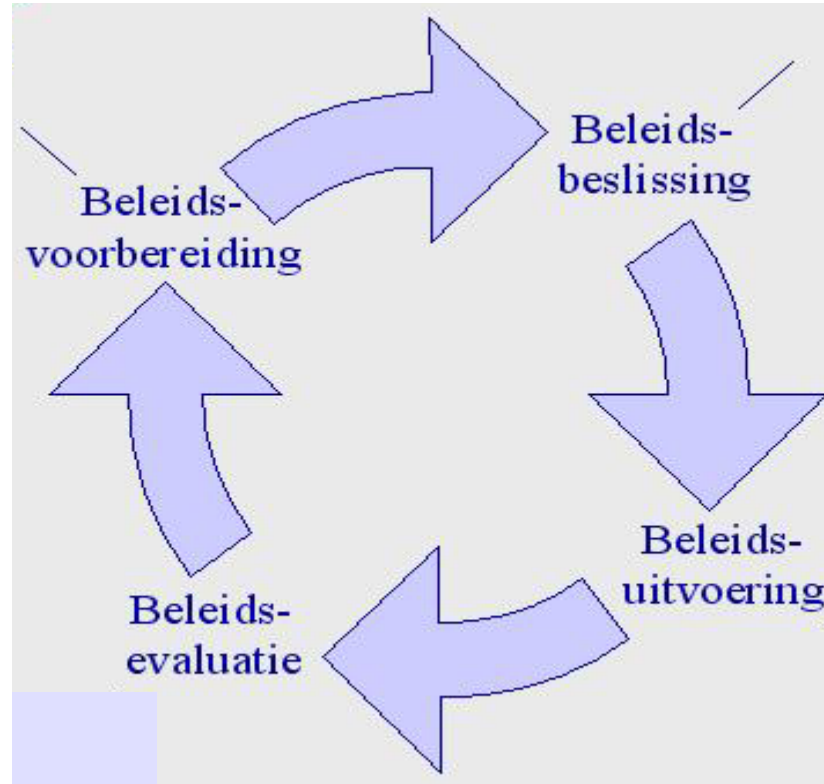 Beleids-
voorbereiding
Beleids-
beslissing
Beleids-
uitvoering
Beleids-
evaluatie